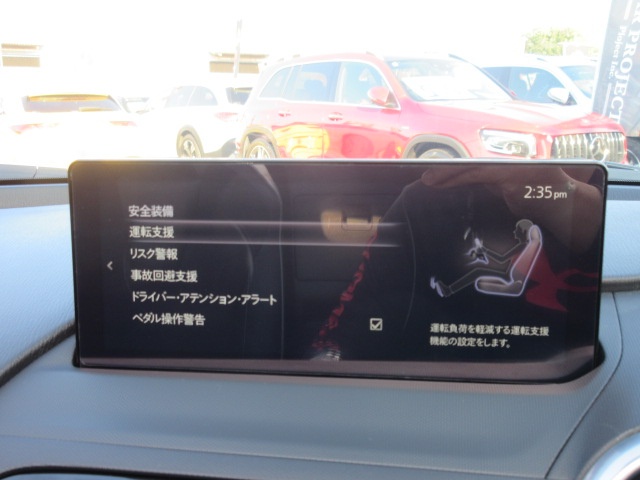 2:35pm
安全装備
運転支援
リスク警報
事故回避支援
ドライバー・アテンション・アラート
ペダル操作警告
運転負荷を軽減する運転支援
機能の設定をします。
PROJECT